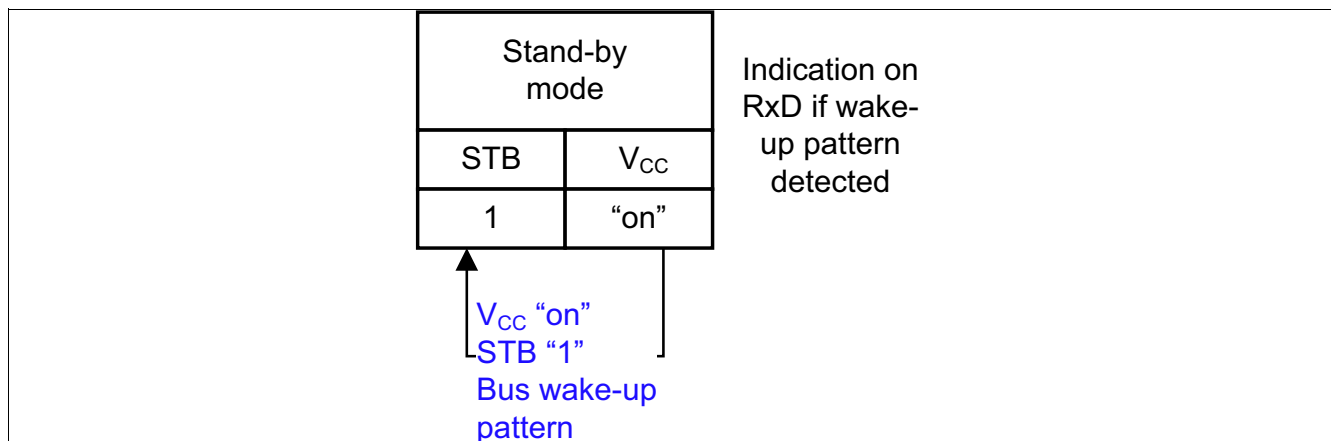 Stand-by
mode
Indication on
RxD if wake-
up pattern
detected
STB
VCC
1
“on”
VCC “on”
STB “1”
Bus wake-up
pattern